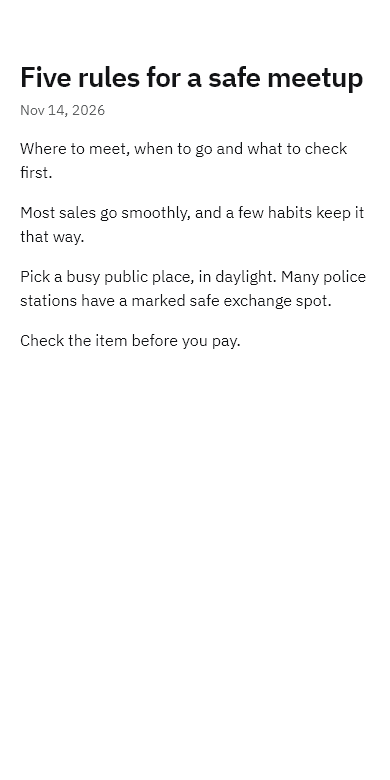 Five rules for a safe meetup
Nov 14, 2026
Where to meet, when to go and what to check
first.
Most sales go smoothly, and a few habits keep it
that way.
Pick a busy public place, in daylight. Many police
stations have a marked safe exchange spot.
Check the item before you pay.